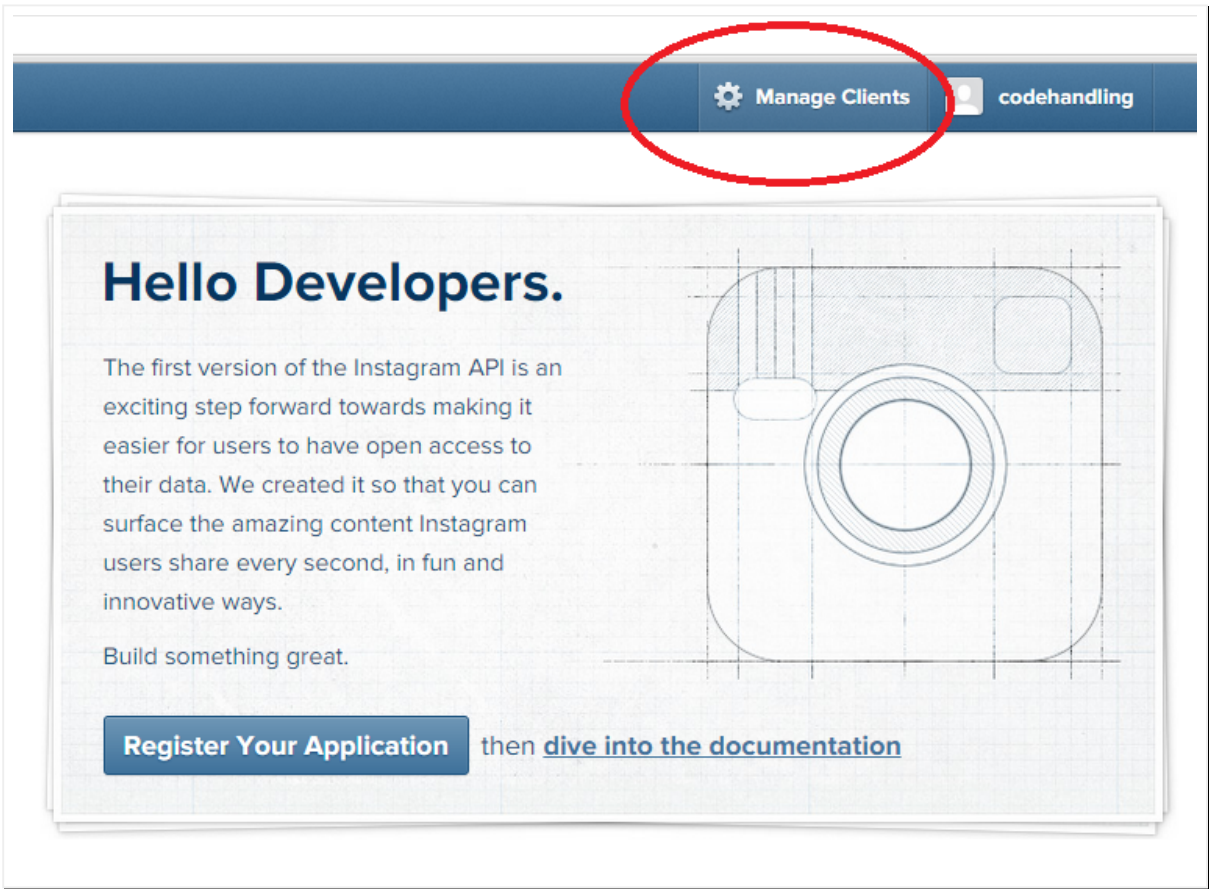 Manage Clients codehandling
Hello Developers.
The first version of the Instagram API is an
exciting step forward towards making it
easier for users to have open access to
their data. We created it so that you can
surface the amazing content Instagram
users share every second, in fun and
innovative ways.
Build something great.
Register Your Application then dive into the documentation